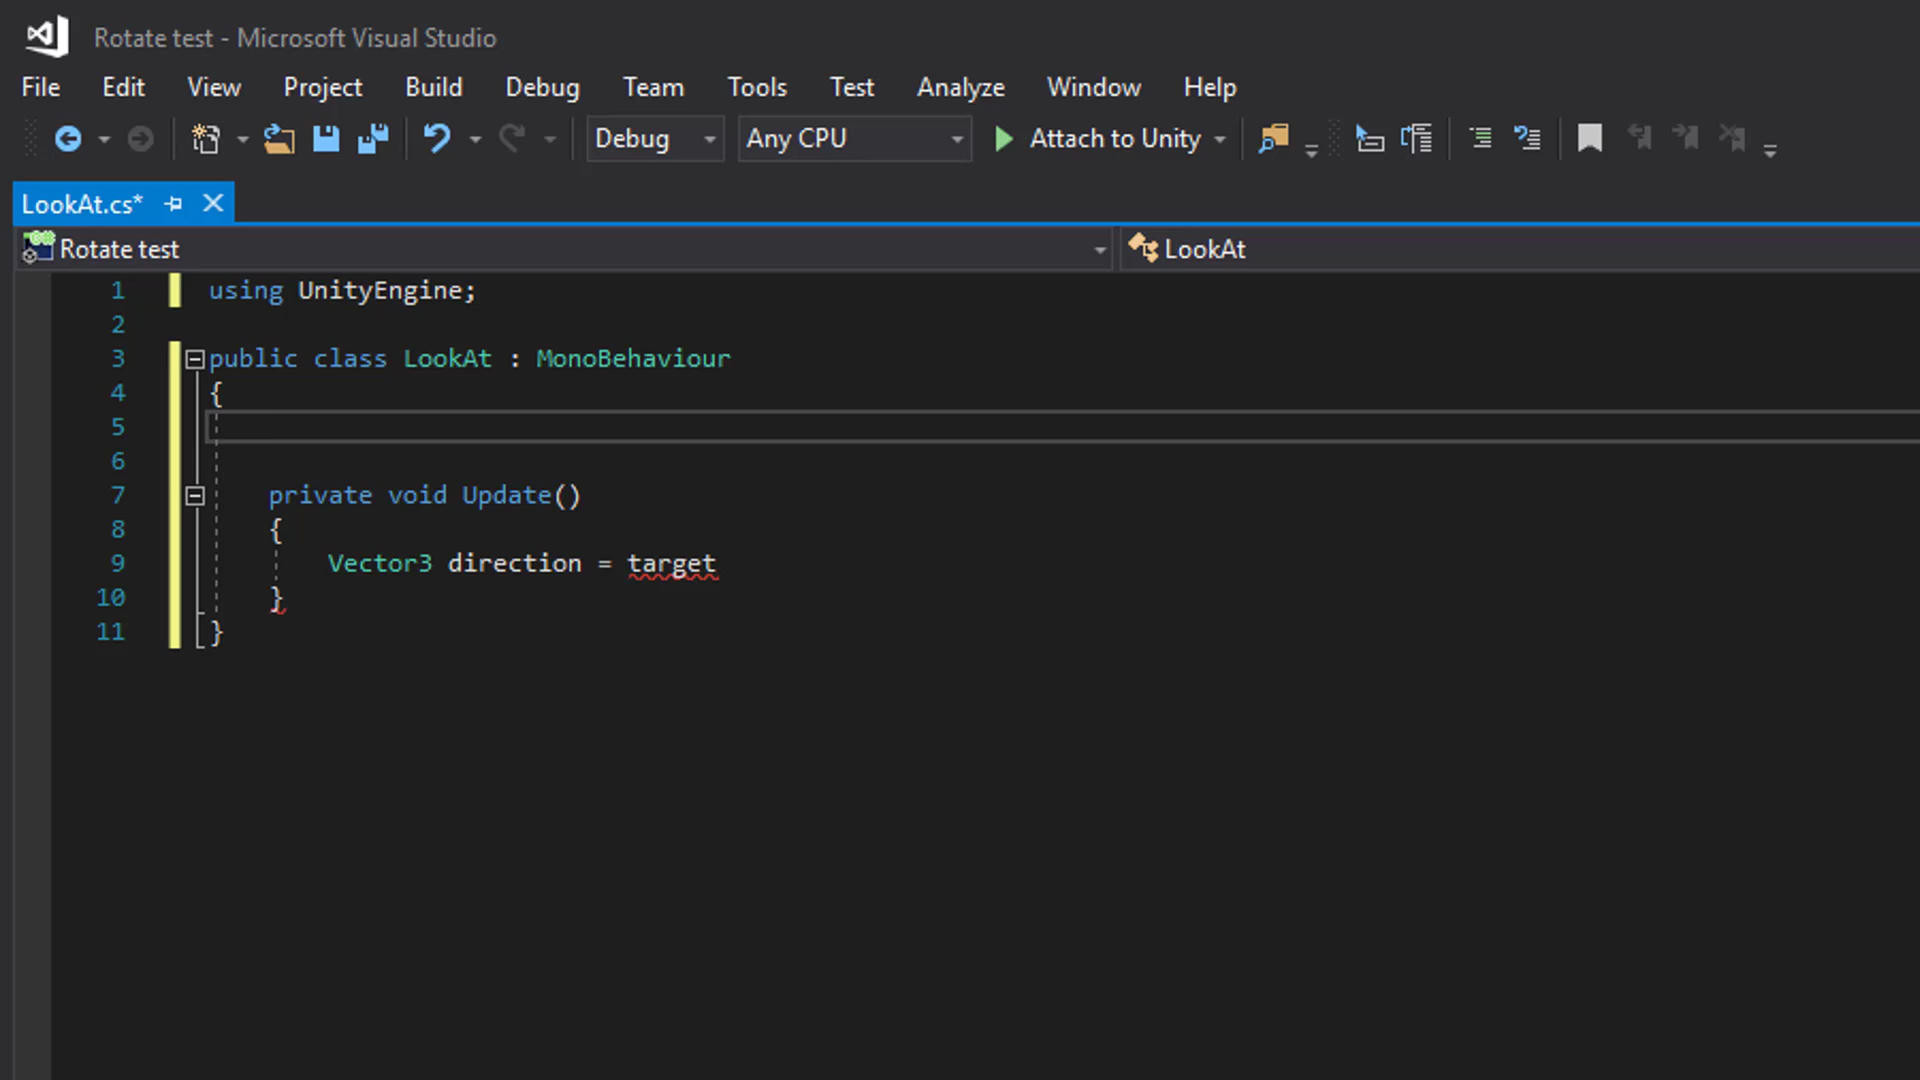 Rotate test - Microsoft Visual Studio
File Edit View Project Build Debug Team Tools Test Analyze Window Help
Debug Any CPU Attach to Unity
LookAt.cs*
Rotate test LookAt
1 using UnityEngine;
2
3 public class LookAt : MonoBehaviour
4 {
5
6
7 private void Update()
8 {
9 Vector3 direction = target
10 }
11 }